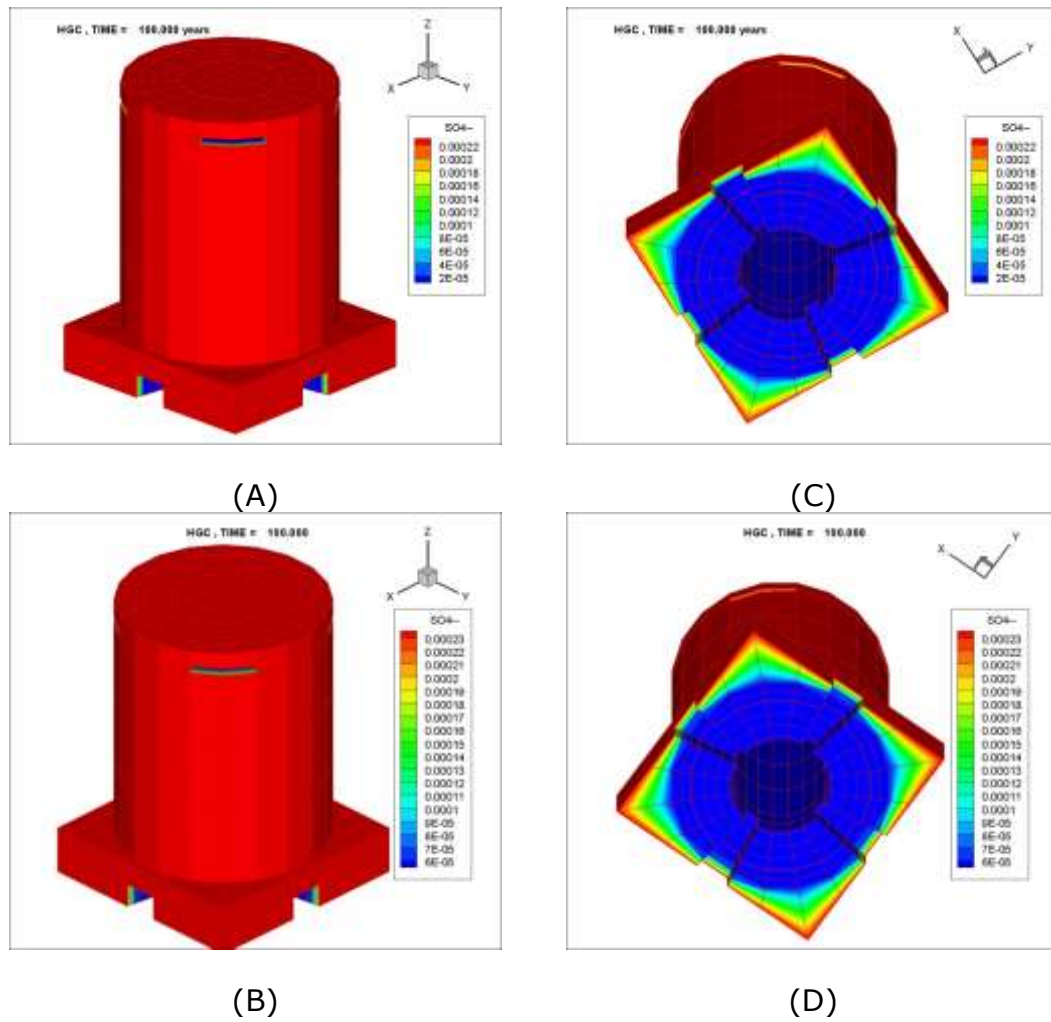 HGC , TIME = 100.000 years
Z
X
Y
SO4--
0.00022
0.0002
0.00018
0.00016
0.00014
0.00012
0.0001
8E-05
6E-05
4E-05
2E-05
(A)
HGC , TIME = 100.000 years
X
Y
SO4--
0.00022
0.0002
0.00018
0.00016
0.00014
0.00012
0.0001
8E-05
6E-05
4E-05
2E-05
(C)
HGC , TIME = 100.000
Z
X
Y
SO4--
0.00023
0.00022
0.00021
0.0002
0.00019
0.00018
0.00017
0.00016
0.00015
0.00014
0.00013
0.00012
0.00011
0.0001
9E-05
8E-05
7E-05
6E-05
(B)
HGC , TIME = 100.000
X
Y
SO4--
0.00023
0.00022
0.00021
0.0002
0.00019
0.00018
0.00017
0.00016
0.00015
0.00014
0.00013
0.00012
0.00011
0.0001
9E-05
8E-05
7E-05
6E-05
(D)